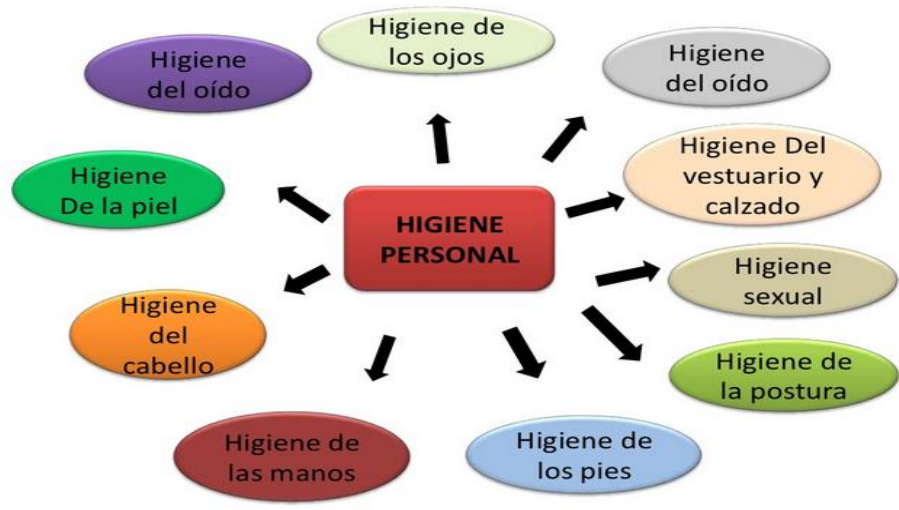 Higiene de
los ojos
Higiene
del oído
Higiene
del oído
Higiene Del
vestuario y
calzado
Higiene
De la piel
HIGIENE
PERSONAL
Higiene
sexual
Higiene
del
cabello
Higiene de
la postura
Higiene de
las manos
Higiene de
los pies